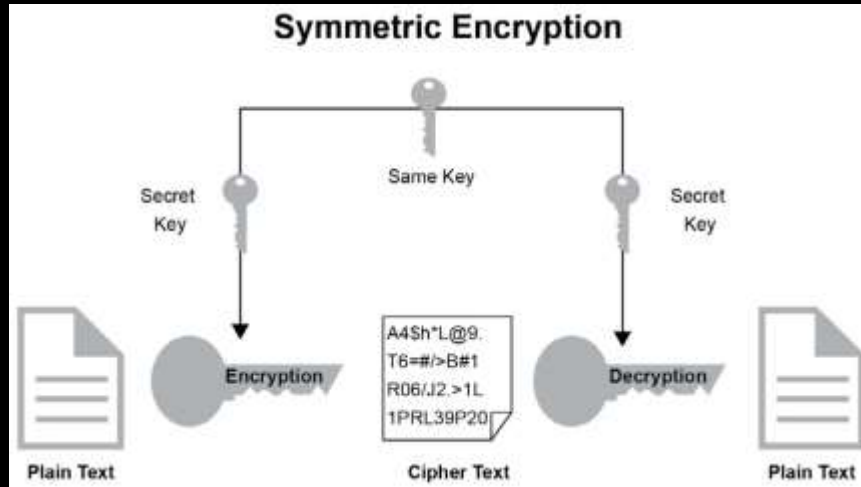 Symmetric Encryption
Same Key
Secret
Key
Secret
Key
A4$h*L@9.
T6=#/>B#1
R06/J2.>1L
1PRL39P20
Encryption
Decryption
Plain Text
Cipher Text
Plain Text